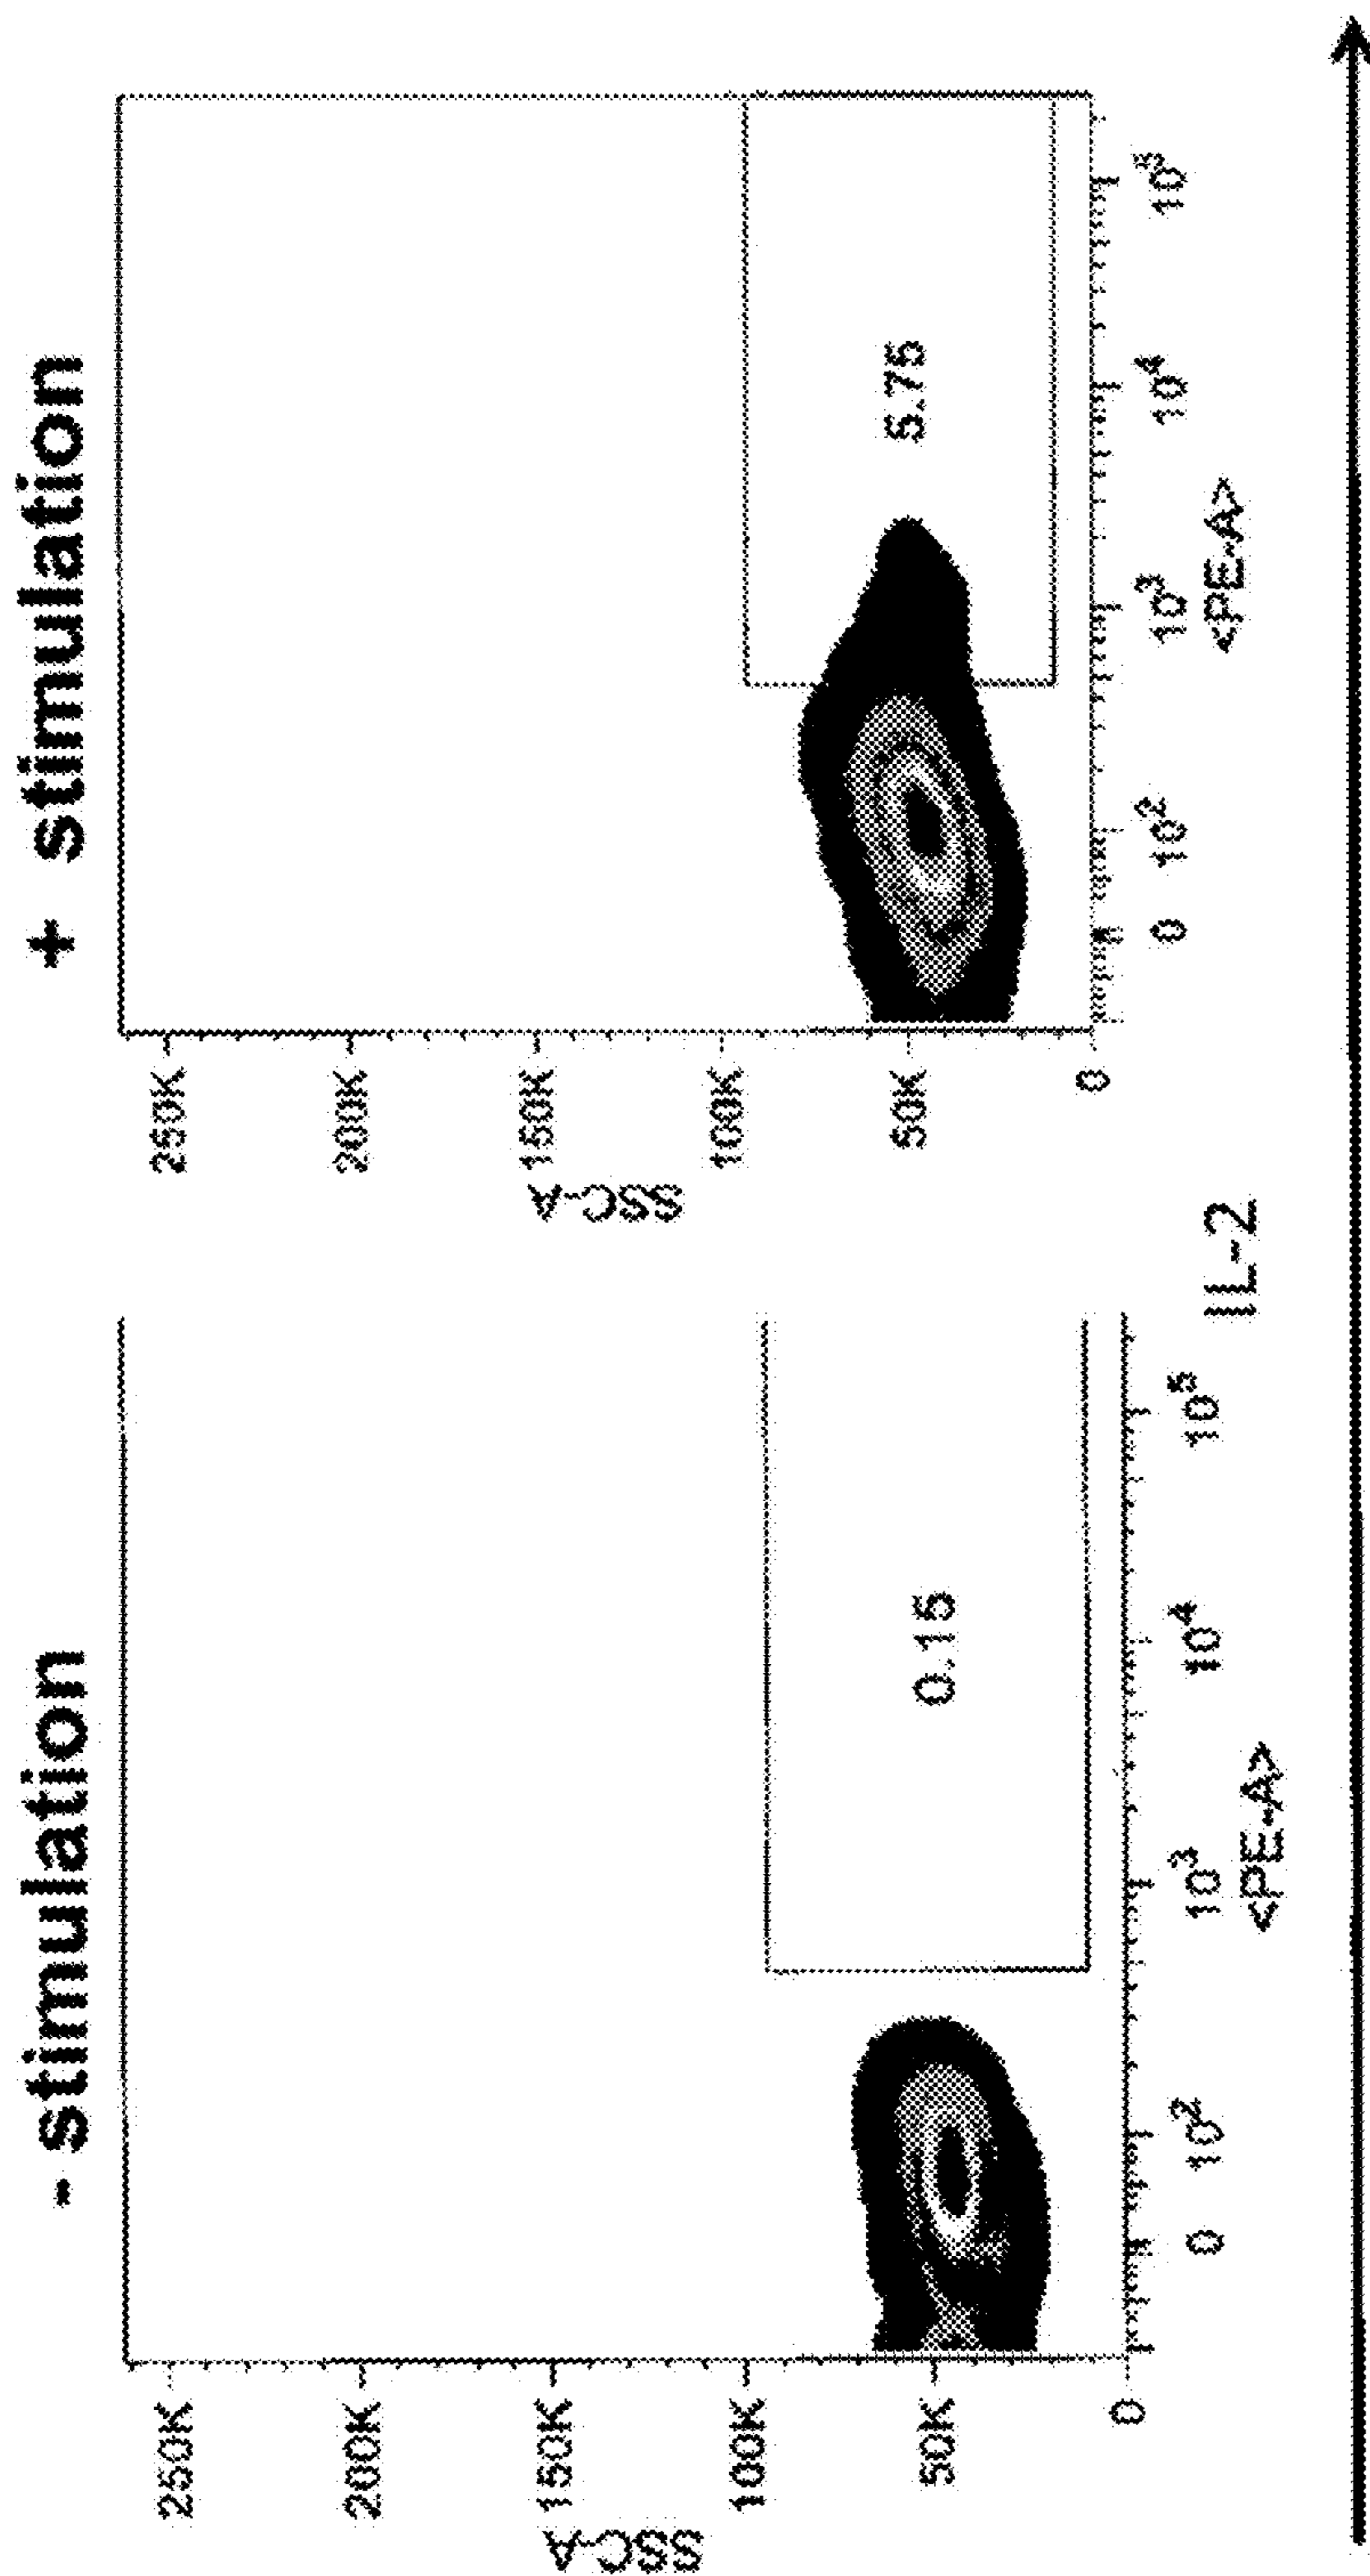 - stimulation
+ stimulation
250K
200K
150K
100K
50K
0
SSC-A
0.15
0
10²
10³
10⁴
10⁵
<PE-A>
250K
200K
150K
100K
50K
0
SSC-A
5.75
0
10²
10³
10⁴
10⁵
<PE-A>
IL-2